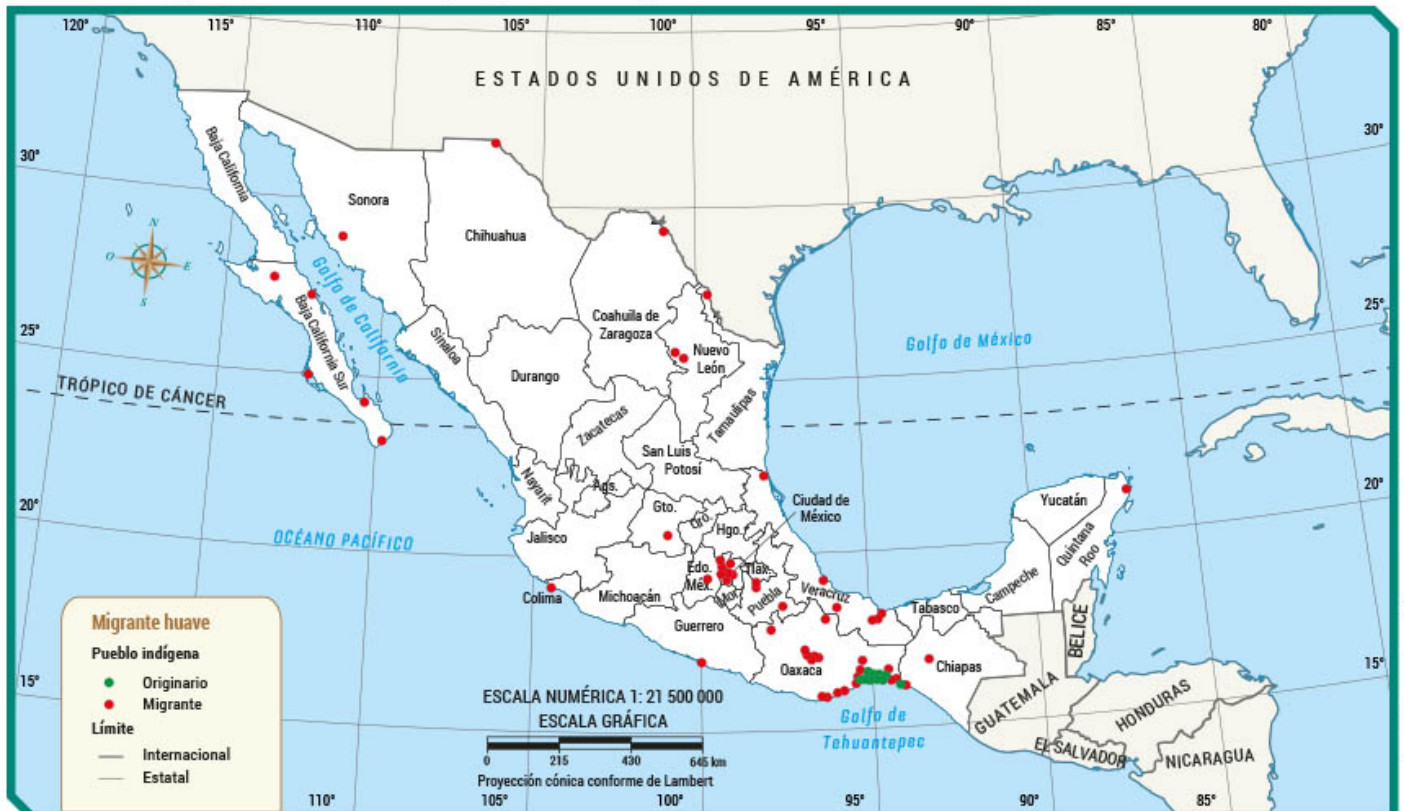 120°
115°
110°
105°
100°
95°
90°
85°
80°
ESTADOS UNIDOS DE AMÉRICA
30°
30°
Baja California
Sonora
Chihuahua
N
O
E
S
Golfo de California
Coahuila de
Zaragoza
Nuevo
León
25°
25°
Baja California Sur
Sinaloa
Durango
Golfo de México
TRÓPICO DE CÁNCER
Zacatecas
Tamaulipas
San Luis
Potosí
20°
20°
Nayarit
Ags.
Gto.
Qro.
Hgo.
Ciudad de
México
Yucatán
Quintana
Roo
OCÉANO PACÍFICO
Jalisco
Edo.
Méx.
Tlax.
Mor.
Puebla
Veracruz
Tabasco
Campeche
Colima
Michoacán
Guerrero
BELICE
Oaxaca
Chiapas
15°
15°
Migrante huave
Pueblo indígena
Originario
Migrante
Límite
Internacional
Estatal
ESCALA NUMÉRICA 1: 21 500 000
ESCALA GRÁFICA
0 215 430 645 km
Proyección cónica conforme de Lambert
Golfo de
Tehuantepec
GUATEMALA
HONDURAS
EL SALVADOR
NICARAGUA
110°
105°
100°
95°
90°
85°